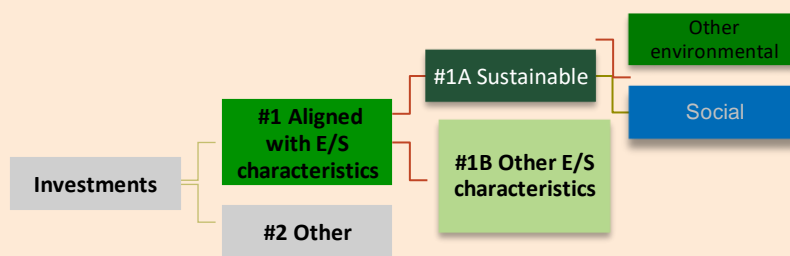 Investments
#1 Aligned
with E/S
characteristics
#2 Other
#1A Sustainable
#1B Other E/S
characteristics
Other
environmental
Social